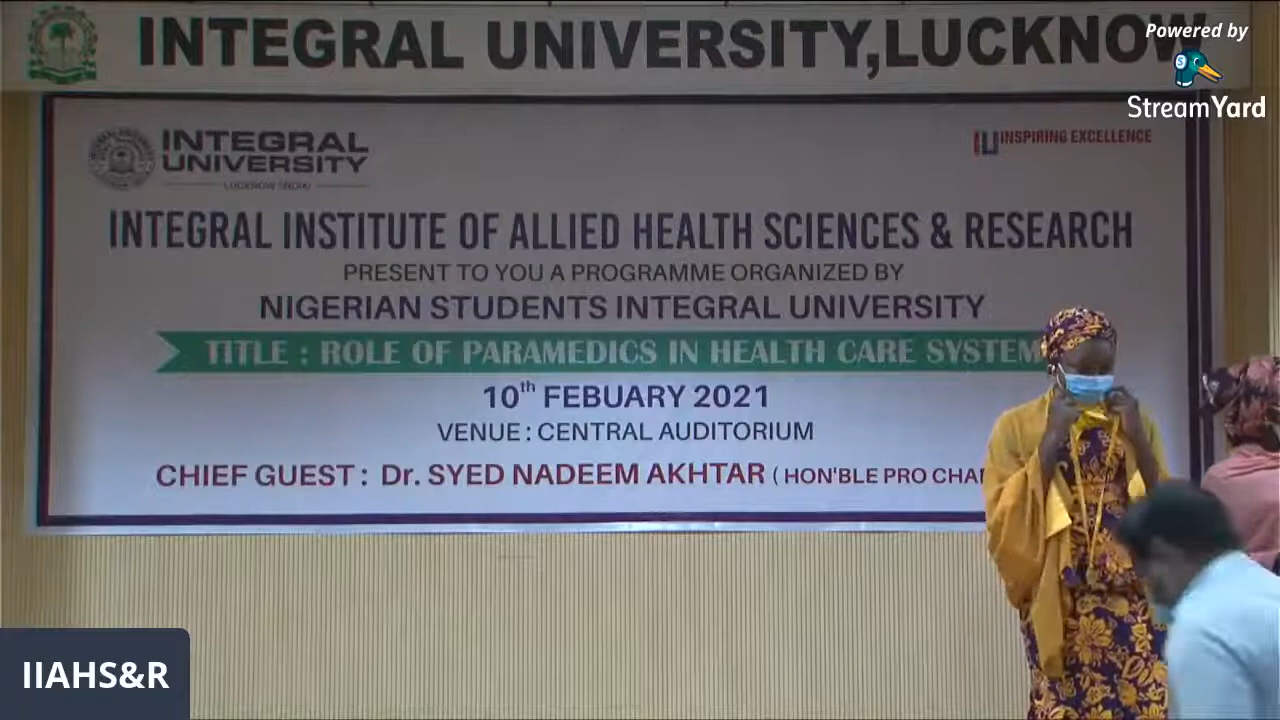 INTEGRAL UNIVERSITY,LUCKNOW
Powered by
StreamYard
INTEGRAL
UNIVERSITY
LUCKNOW (INDIA)
INSPIRING EXCELLENCE
INTEGRAL INSTITUTE OF ALLIED HEALTH SCIENCES & RESEARCH
PRESENT TO YOU A PROGRAMME ORGANIZED BY
NIGERIAN STUDENTS INTEGRAL UNIVERSITY
TITLE : ROLE OF PARAMEDICS IN HEALTH CARE SYSTEM
10th FEBUARY 2021
VENUE : CENTRAL AUDITORIUM
CHIEF GUEST : Dr. SYED NADEEM AKHTAR ( HON'BLE PRO CHA
IIAHS&R